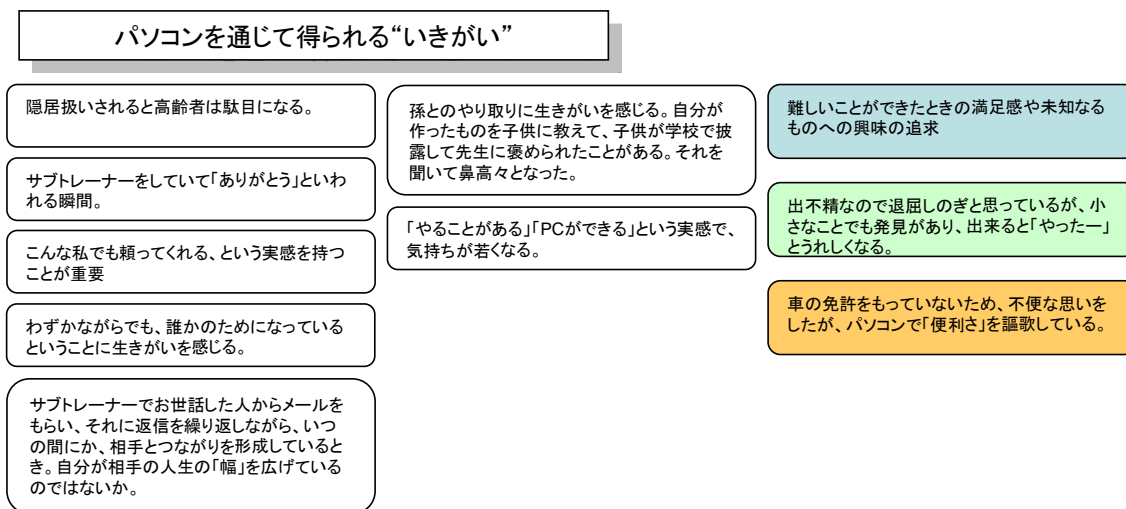 パソコンを通じて得られる“いきがい”
隠居扱いされると高齢者は駄目になる。
サブトレーナーをしていて「ありがとう」といわ
れる瞬間。
こんな私でも頼ってくれる、という実感を持つ
ことが重要
わずかながらでも、誰かのためになっている
ということに生きがいを感じる。
サブトレーナーでお世話した人からメールを
もらい、それに返信を繰り返しながら、いつ
の間にか、相手とつながりを形成していると
き。自分が相手の人生の「幅」を広げている
のではないか。
孫とのやり取りに生きがいを感じる。自分が
作ったものを子供に教えて、子供が学校で披
露して先生に褒められたことがある。それを
聞いて鼻高々となった。
「やることがある」「PCができる」という実感で、
気持ちが若くなる。
難しいことができたときの満足感や未知なる
ものへの興味の追求
出不精なので退屈しのぎと思っているが、小
さなことでも発見があり、出来ると「やったー」
とうれしくなる。
車の免許をもっていないため、不便な思いを
したが、パソコンで「便利さ」を謳歌している。